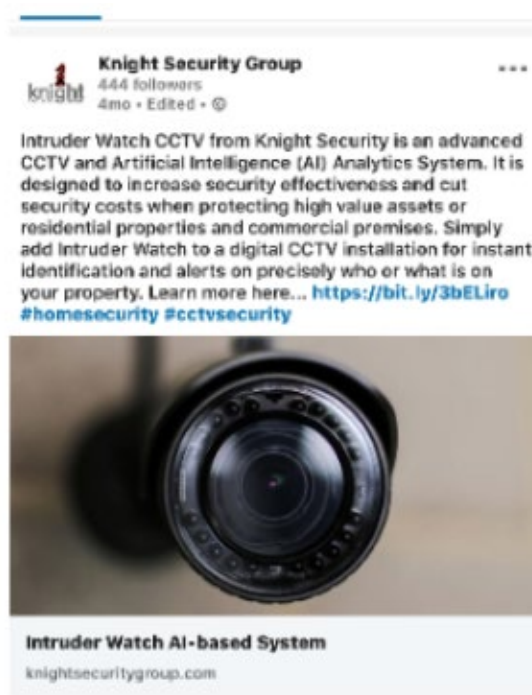 knight
Knight Security Group
444 followers
4mo • Edited •
Intruder Watch CCTV from Knight Security is an advanced
CCTV and Artificial Intelligence (AI) Analytics System. It is
designed to increase security effectiveness and cut
security costs when protecting high value assets or
residential properties and commercial premises. Simply
add Intruder Watch to a digital CCTV installation for instant
identification and alerts on precisely who or what is on
your property. Learn more here... https://bit.ly/3bELiro
#homesecurity #cctvsecurity
Intruder Watch AI-based System
knightsecuritygroup.com